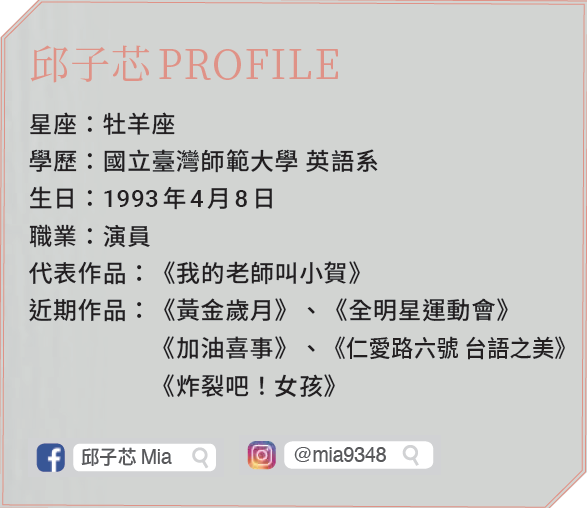 邱子芯 PROFILE
星座：牡羊座
學歷：國立臺灣師範大學 英語系
生日：1993 年 4 月 8 日
職業：演員
代表作品：《我的老師叫小賀》
近期作品：《黃金歲月》、《全明星運動會》
《加油喜事》、《仁愛路六號 台語之美》
《炸裂吧！女孩》
邱子芯 Mia
@mia9348